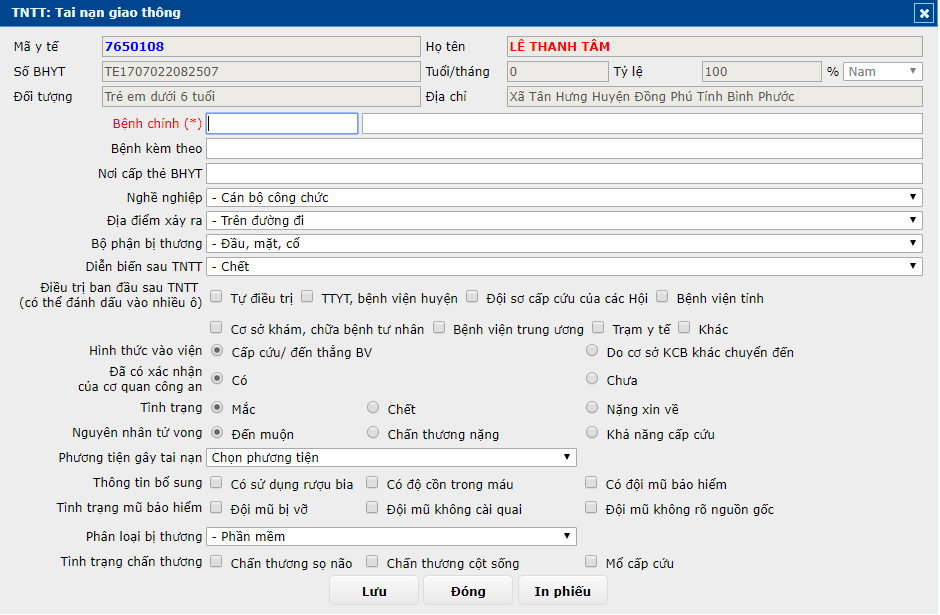 TNTT: Tai nạn giao thông
Mã y tế 7650108 Họ tên LÊ THANH TÂM
Số BHYT TE1707022082507 Tuổi/tháng 0 Tỷ lệ 100 % Nam
Đối tượng Trẻ em dưới 6 tuổi Địa chỉ Xã Tân Hưng Huyện Đồng Phú Tỉnh Bình Phước
Bệnh chính (*)
Bệnh kèm theo
Nơi cấp thẻ BHYT
Nghề nghiệp - Cán bộ công chức
Địa điểm xảy ra - Trên đường đi
Bộ phận bị thương - Đầu, mặt, cổ
Diễn biến sau TNTT - Chết
Điều trị ban đầu sau TNTT
(có thể đánh dấu vào nhiều ô) Tự điều trị TTYT, bệnh viện huyện Đội sơ cấp cứu của các Hội Bệnh viện tỉnh
Cơ sở khám, chữa bệnh tư nhân Bệnh viện trung ương Trạm y tế Khác
Hình thức vào viện Cấp cứu/ đến thẳng BV Do cơ sở KCB khác chuyển đến
Đã có xác nhận
của cơ quan công an Có Chưa
Tình trạng Mắc Chết Nặng xin về
Nguyên nhân tử vong Đến muộn Chấn thương nặng Khả năng cấp cứu
Phương tiện gây tai nạn Chọn phương tiện
Thông tin bổ sung Có sử dụng rượu bia Có độ cồn trong máu Có đội mũ bảo hiểm
Tình trạng mũ bảo hiểm Đội mũ bị vỡ Đội mũ không cài quai Đội mũ không rõ nguồn gốc
Phân loại bị thương - Phần mềm
Tình trạng chấn thương Chấn thương sọ não Chấn thương cột sống Mổ cấp cứu
Lưu Đóng In phiếu